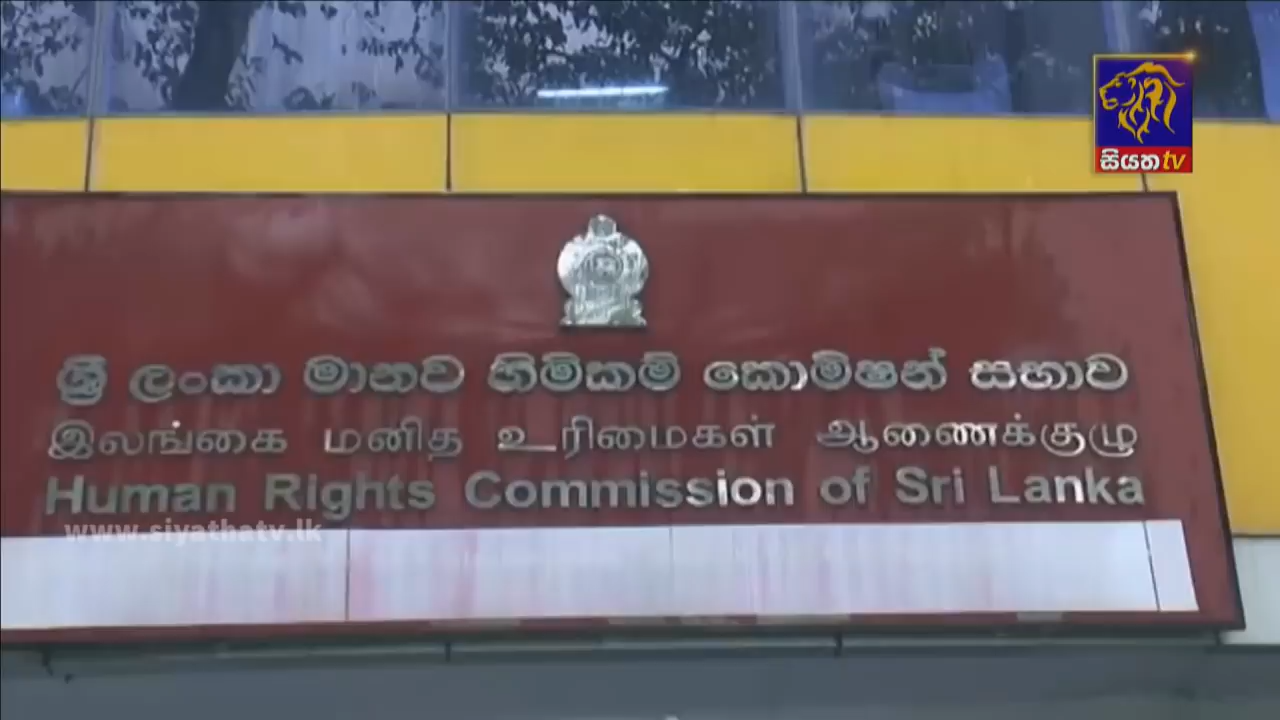 සියත tv
ශ්‍රී ලංකා මානව හිමිකම් කොමිෂන් සභාව
இலங்கை மனித உரிமைகள் ஆணைக்குழு
Human Rights Commission of Sri Lanka
www.siyathatv.lk